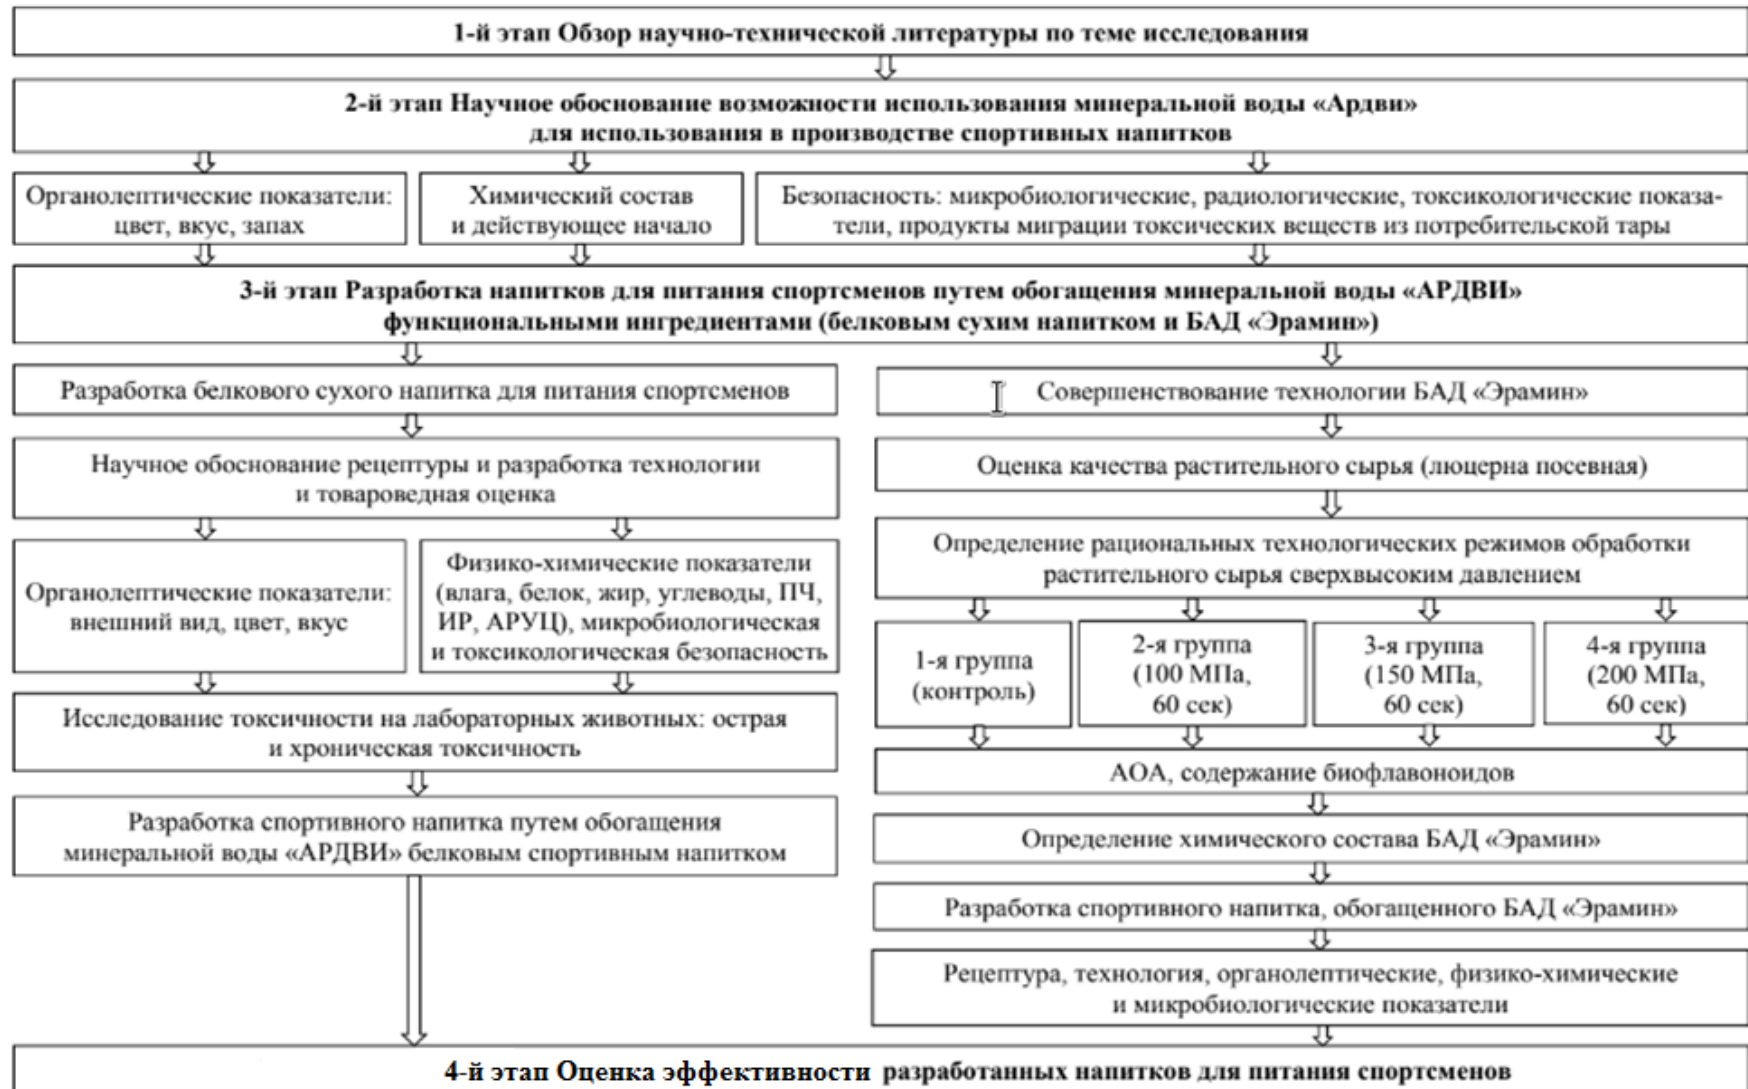 1-й этап Обзор научно-технической литературы по теме исследования
2-й этап Научное обоснование возможности использования минеральной воды «Ардви»
для использования в производстве спортивных напитков
Органолептические показатели:
цвет, вкус, запах
Химический состав
и действующее начало
Безопасность: микробиологические, радиологические, токсикологические показа-
тели, продукты миграции токсических веществ из потребительской тары
3-й этап Разработка напитков для питания спортсменов путем обогащения минеральной воды «АРДВИ»
функциональными ингредиентами (белковым сухим напитком и БАД «Эрамин»)
Разработка белкового сухого напитка для питания спортсменов
Научное обоснование рецептуры и разработка технологии
и товароведная оценка
Органолептические показатели:
внешний вид, цвет, вкус
Физико-химические показатели
(влага, белок, жир, углеводы, ПЧ,
ИР, АРУЦ), микробиологическая
и токсикологическая безопасность
Исследование токсичности на лабораторных животных: острая
и хроническая токсичность
Разработка спортивного напитка путем обогащения
минеральной воды «АРДВИ» белковым спортивным напитком
Совершенствование технологии БАД «Эрамин»
Оценка качества растительного сырья (люцерна посевная)
Определение рациональных технологических режимов обработки
растительного сырья сверхвысоким давлением
1-я группа
(контроль)
2-я группа
(100 МПа,
60 сек)
3-я группа
(150 МПа,
60 сек)
4-я группа
(200 МПа,
60 сек)
АОА, содержание биофлавоноидов
Определение химического состава БАД «Эрамин»
Разработка спортивного напитка, обогащенного БАД «Эрамин»
Рецептура, технология, органолептические, физико-химические
и микробиологические показатели
4-й этап Оценка эффективности разработанных напитков для питания спортсменов